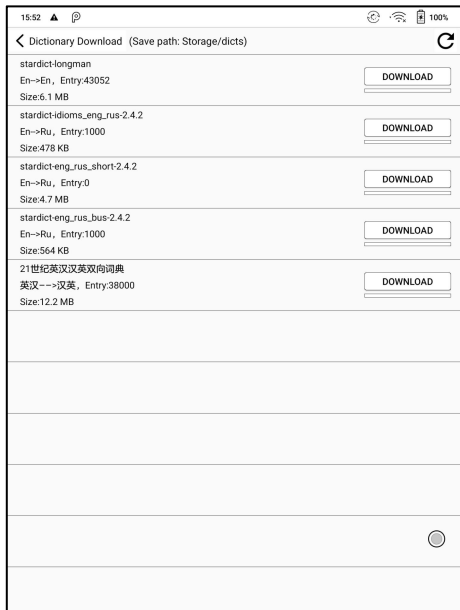 15:52 100%
Dictionary Download (Save path: Storage/dicts)
stardict-longman
En-->En, Entry:43052
Size:6.1 MB
DOWNLOAD
stardict-idioms_eng_rus-2.4.2
En-->Ru, Entry:1000
Size:478 KB
DOWNLOAD
stardict-eng_rus_short-2.4.2
En-->Ru, Entry:0
Size:4.7 MB
DOWNLOAD
stardict-eng_rus_bus-2.4.2
En-->Ru, Entry:1000
Size:564 KB
DOWNLOAD
21世纪英汉汉英双向词典
英汉-->汉英, Entry:38000
Size:12.2 MB
DOWNLOAD